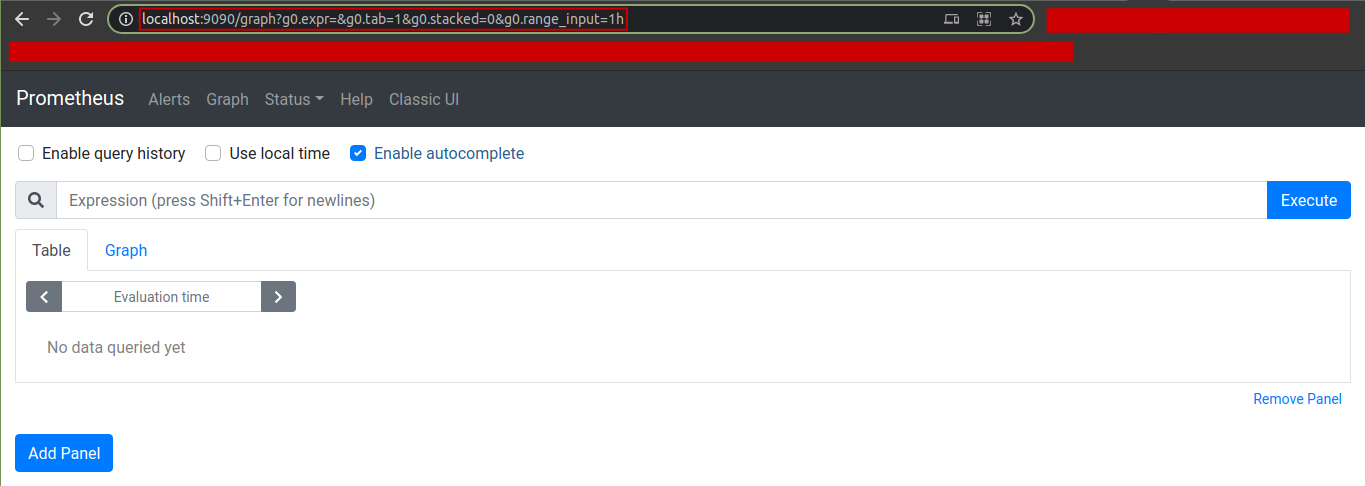 localhost:9090/graph?g0.expr=&g0.tab=1&g0.stacked=0&g0.range_input=1h
Prometheus Alerts Graph Status Help Classic UI
Enable query history Use local time Enable autocomplete
Expression (press Shift+Enter for newlines) Execute
Table Graph
Evaluation time
No data queried yet
Remove Panel
Add Panel